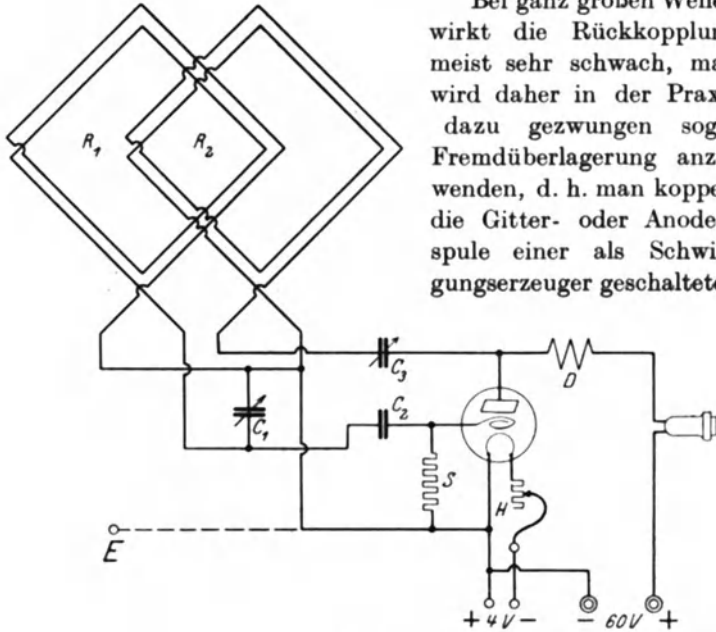 Bei ganz großen Welle
wirkt die Rückkopplun
meist sehr schwach, ma
wird daher in der Prax
dazu gezwungen sog
Fremdüberlagerung anz
wenden, d. h. man koppe
die Gitter- oder Anode
spule einer als Schwi
gungserzeuger geschaltete
R₁ R₂
C₃ D
C₁ C₂
S H
E
+ 4V - - 60V +